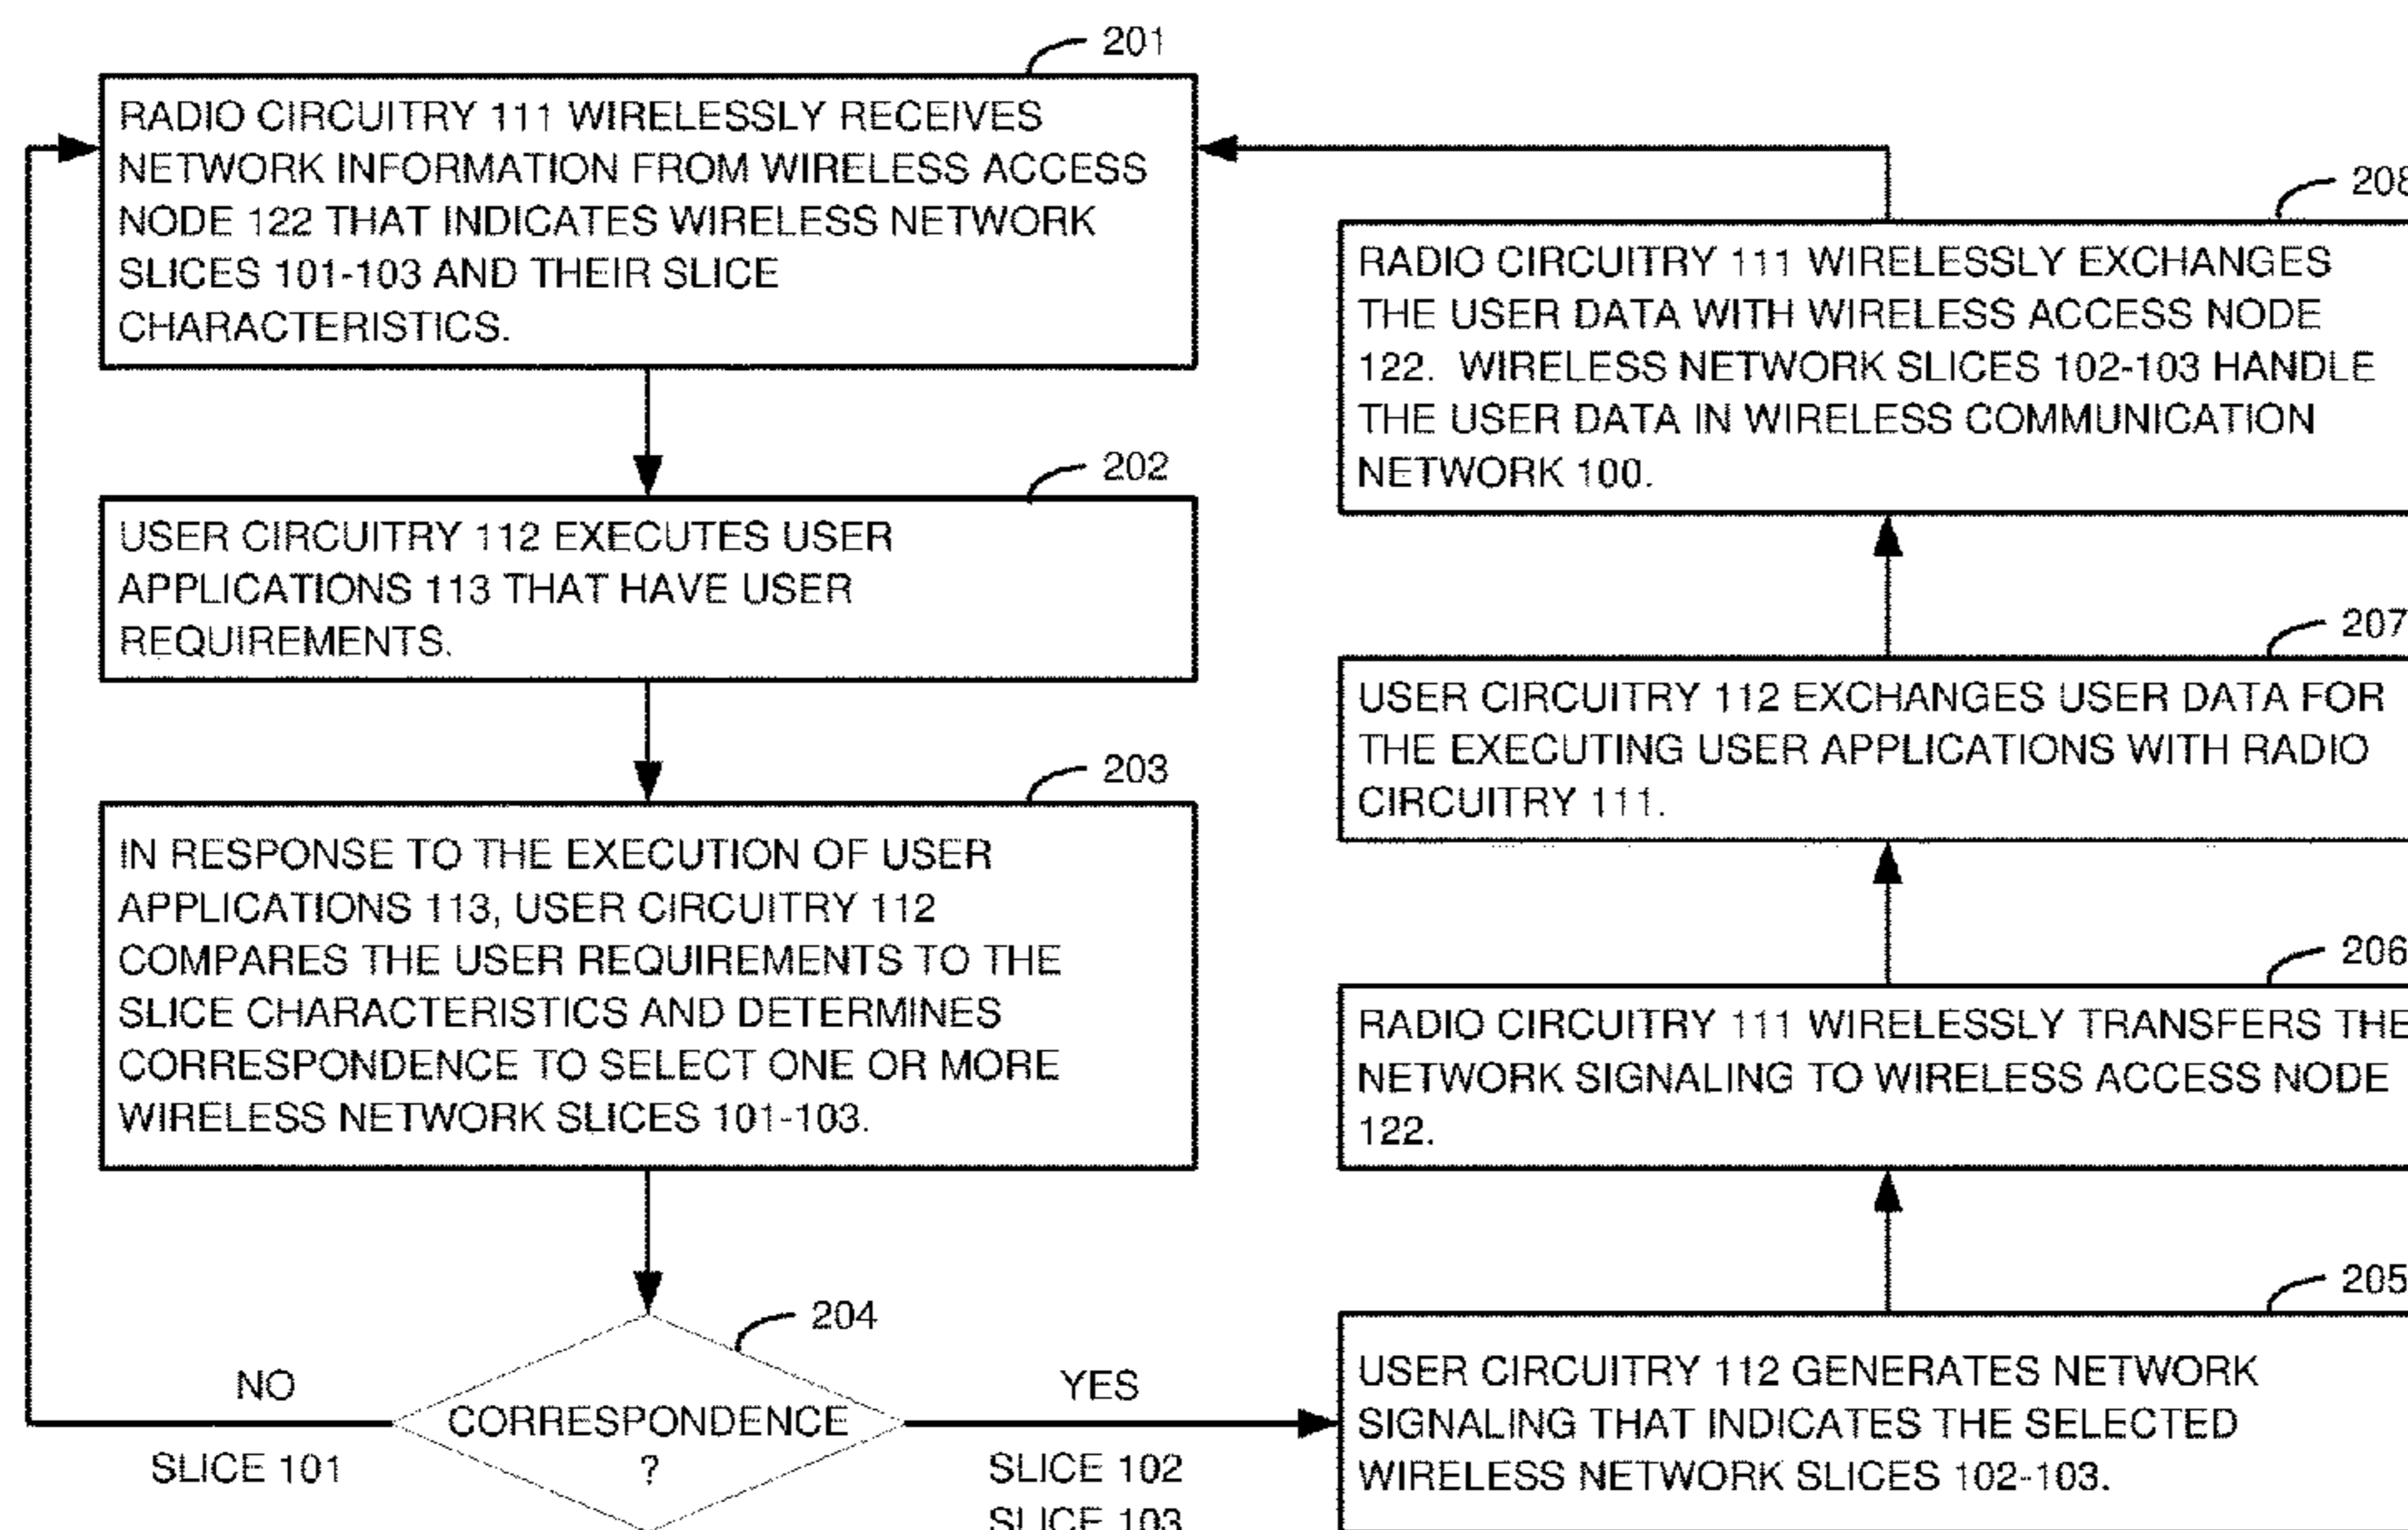 201
RADIO CIRCUITRY 111 WIRELESSLY RECEIVES
NETWORK INFORMATION FROM WIRELESS ACCESS
NODE 122 THAT INDICATES WIRELESS NETWORK
SLICES 101-103 AND THEIR SLICE
CHARACTERISTICS.
202
USER CIRCUITRY 112 EXECUTES USER
APPLICATIONS 113 THAT HAVE USER
REQUIREMENTS.
203
IN RESPONSE TO THE EXECUTION OF USER
APPLICATIONS 113, USER CIRCUITRY 112
COMPARES THE USER REQUIREMENTS TO THE
SLICE CHARACTERISTICS AND DETERMINES
CORRESPONDENCE TO SELECT ONE OR MORE
WIRELESS NETWORK SLICES 101-103.
204
CORRESPONDENCE
?
NO
SLICE 101
YES
SLICE 102
SLICE 103
205
USER CIRCUITRY 112 GENERATES NETWORK
SIGNALING THAT INDICATES THE SELECTED
WIRELESS NETWORK SLICES 102-103.
206
RADIO CIRCUITRY 111 WIRELESSLY TRANSFERS THE
NETWORK SIGNALING TO WIRELESS ACCESS NODE
122.
207
USER CIRCUITRY 112 EXCHANGES USER DATA FOR
THE EXECUTING USER APPLICATIONS WITH RADIO
CIRCUITRY 111.
208
RADIO CIRCUITRY 111 WIRELESSLY EXCHANGES
THE USER DATA WITH WIRELESS ACCESS NODE
122. WIRELESS NETWORK SLICES 102-103 HANDLE
THE USER DATA IN WIRELESS COMMUNICATION
NETWORK 100.